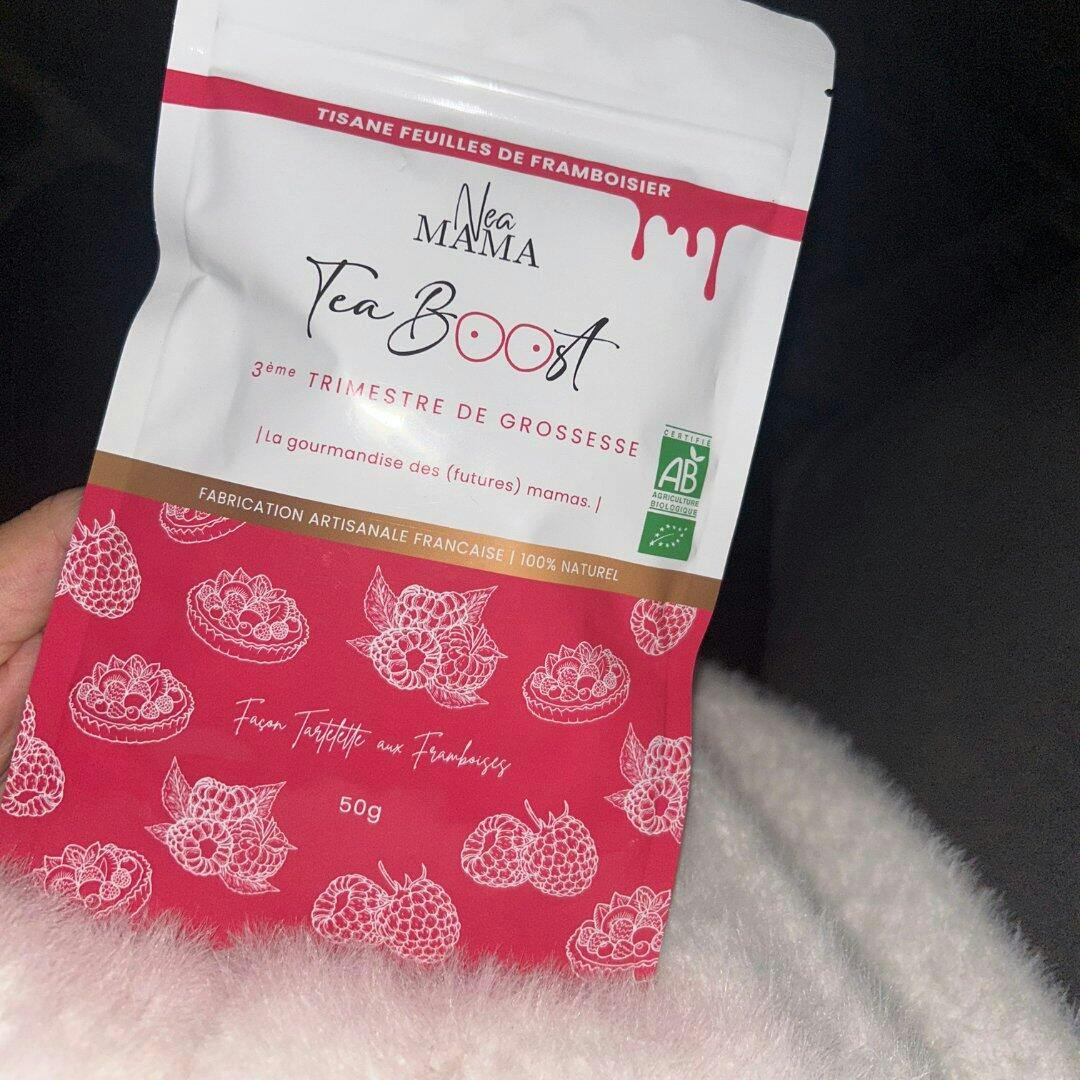 TISANE FEUILLES DE FRAMBOISIER
Nea
MAMA
Tea Boost
3ème TRIMESTRE DE GROSSESSE
|La gourmandise des (futures) mamas.|
CERTIFIÉ
AB
AGRICULTURE
BIOLOGIQUE
FABRICATION ARTISANALE FRANCAISE | 100% NATUREL
Façon Tartelette aux Framboises
50g